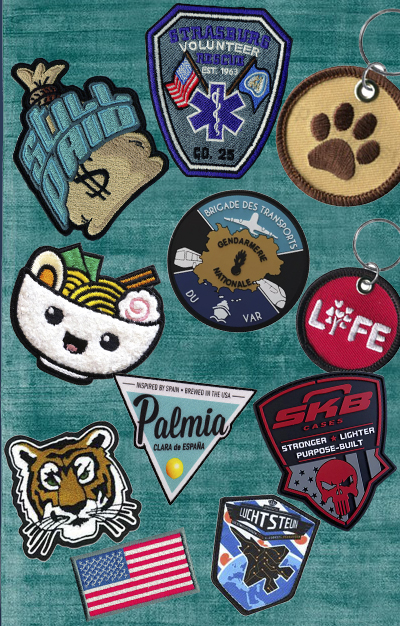 STRASBURG
VOLUNTEER
RESCUE
EST. 1963
CO. 25
STILL
PAID
$
BRIGADE DES TRANSPORTS
GENDARMERIE
NATIONALE
DU VAR
LIFE
INSPIRED BY SPAIN • BREWED IN THE USA
Palmia
CLARA de ESPAÑA
SKB
CASES
STRONGER ★ LIGHTER
PURPOSE-BUILT
LUCHTSTEUN